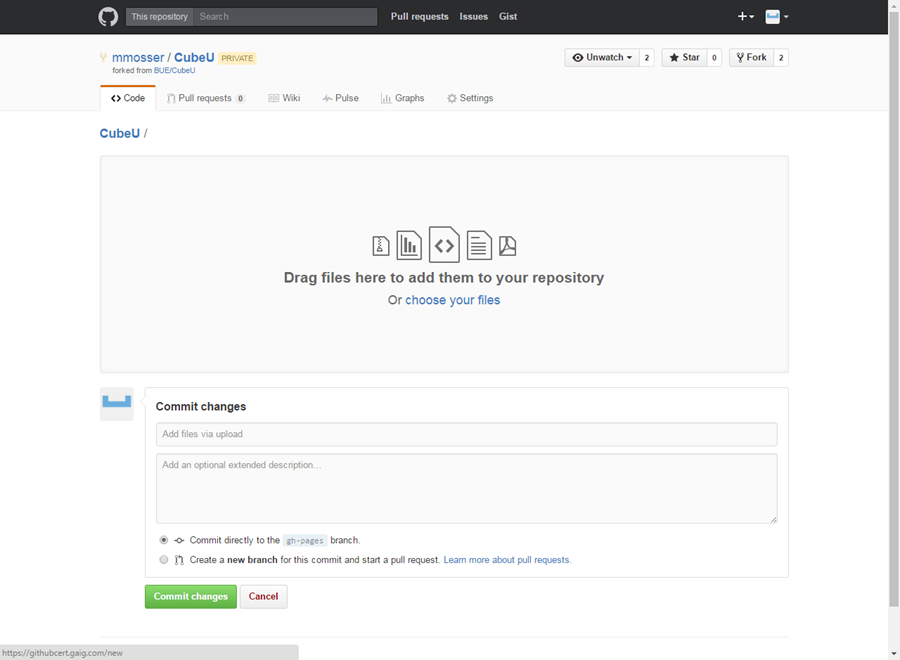 This repository Search Pull requests Issues Gist
mmosser / CubeU PRIVATE Unwatch 2 Star 0 Fork 2
forked from BUE/CubeU
Code Pull requests 0 Wiki Pulse Graphs Settings
CubeU /
Drag files here to add them to your repository
Or choose your files
Commit changes
Add files via upload
Add an optional extended description...
Commit directly to the gh-pages branch.
Create a new branch for this commit and start a pull request. Learn more about pull requests.
Commit changes Cancel
https://githubcert.gaig.com/new